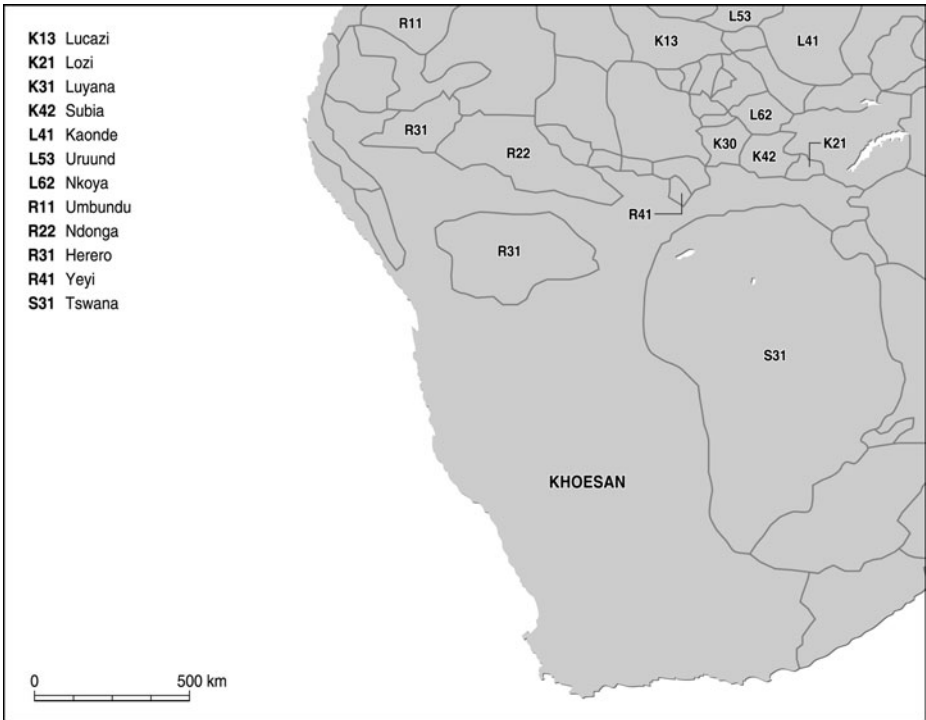 K13 Lucazi
K21 Lozi
K31 Luyana
K42 Subia
L41 Kaonde
L53 Uruund
L62 Nkoya
R11 Umbundu
R22 Ndonga
R31 Herero
R41 Yeyi
S31 Tswana
R11
L53
K13
L41
L62
R31
K30
K21
R22
K42
R41
R31
S31
KHOESAN
0 500 km